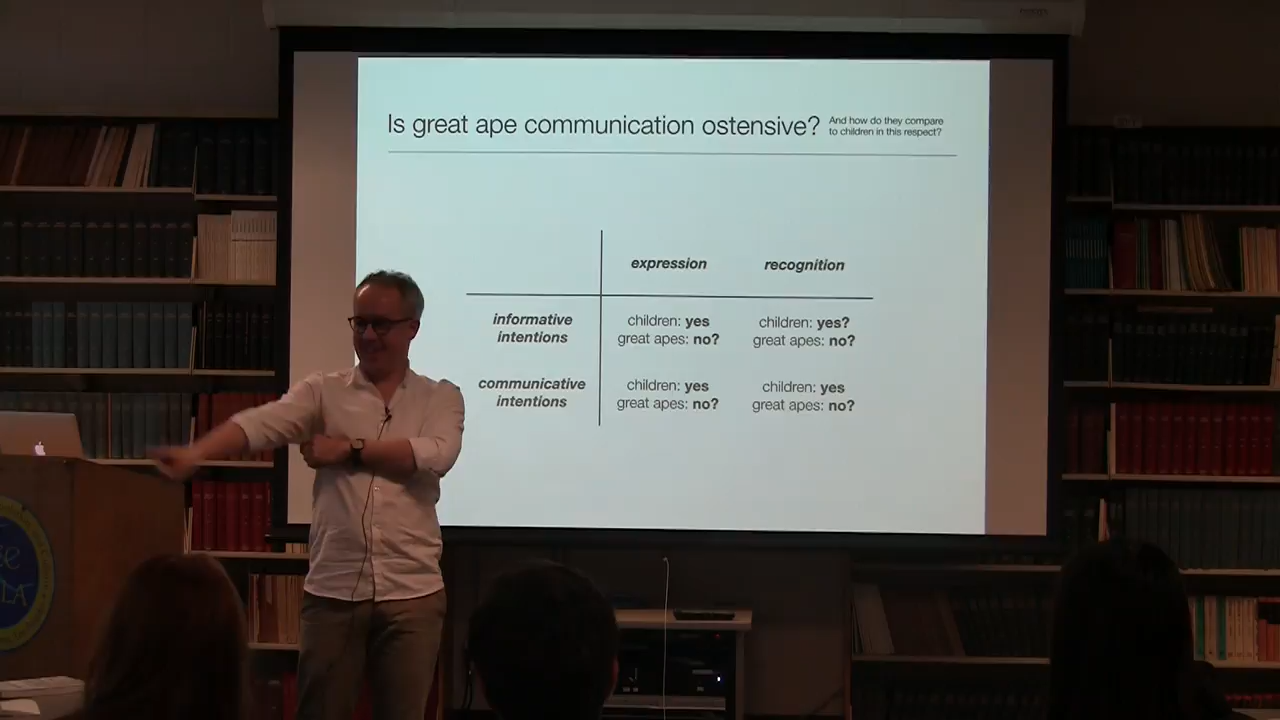 Is great ape communication ostensive?
And how do they compare
to children in this respect?
expression
recognition
informative
intentions
children: yes
great apes: no?
children: yes?
great apes: no?
communicative
intentions
children: yes
great apes: no?
children: yes
great apes: no?